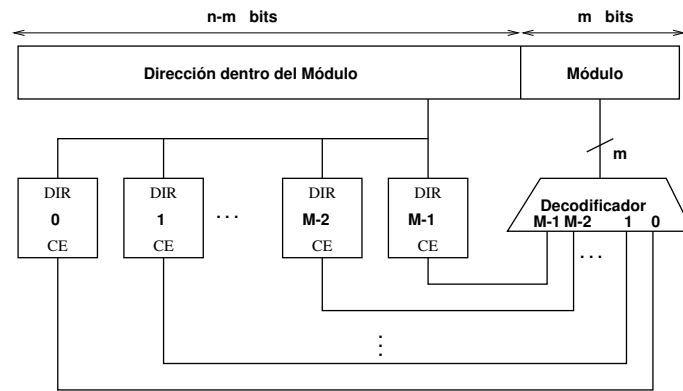 n-m bits
m bits
Dirección dentro del Módulo
Módulo
m
DIR
0
CE
DIR
1
CE
. . .
DIR
M-2
CE
DIR
M-1
CE
Decodificador
M-1 M-2 1 0
. . .
. . .